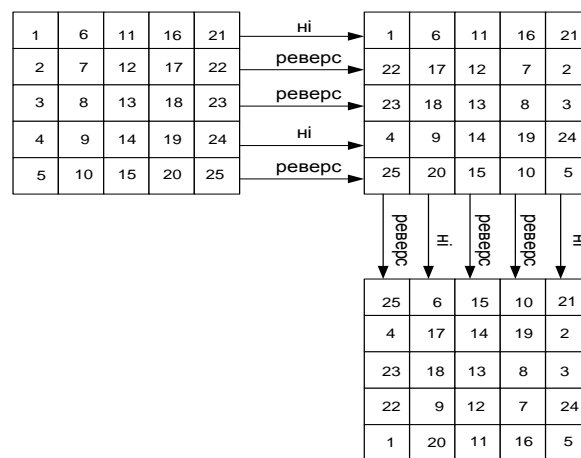 1 6 11 16 21 ні 1 6 11 16 21
2 7 12 17 22 реверс 22 17 12 7 2
3 8 13 18 23 реверс 23 18 13 8 3
4 9 14 19 24 ні 4 9 14 19 24
5 10 15 20 25 реверс 25 20 15 10 5
реверс ні реверс реверс ні
25 6 15 10 21
4 17 14 19 2
23 18 13 8 3
22 9 12 7 24
1 20 11 16 5